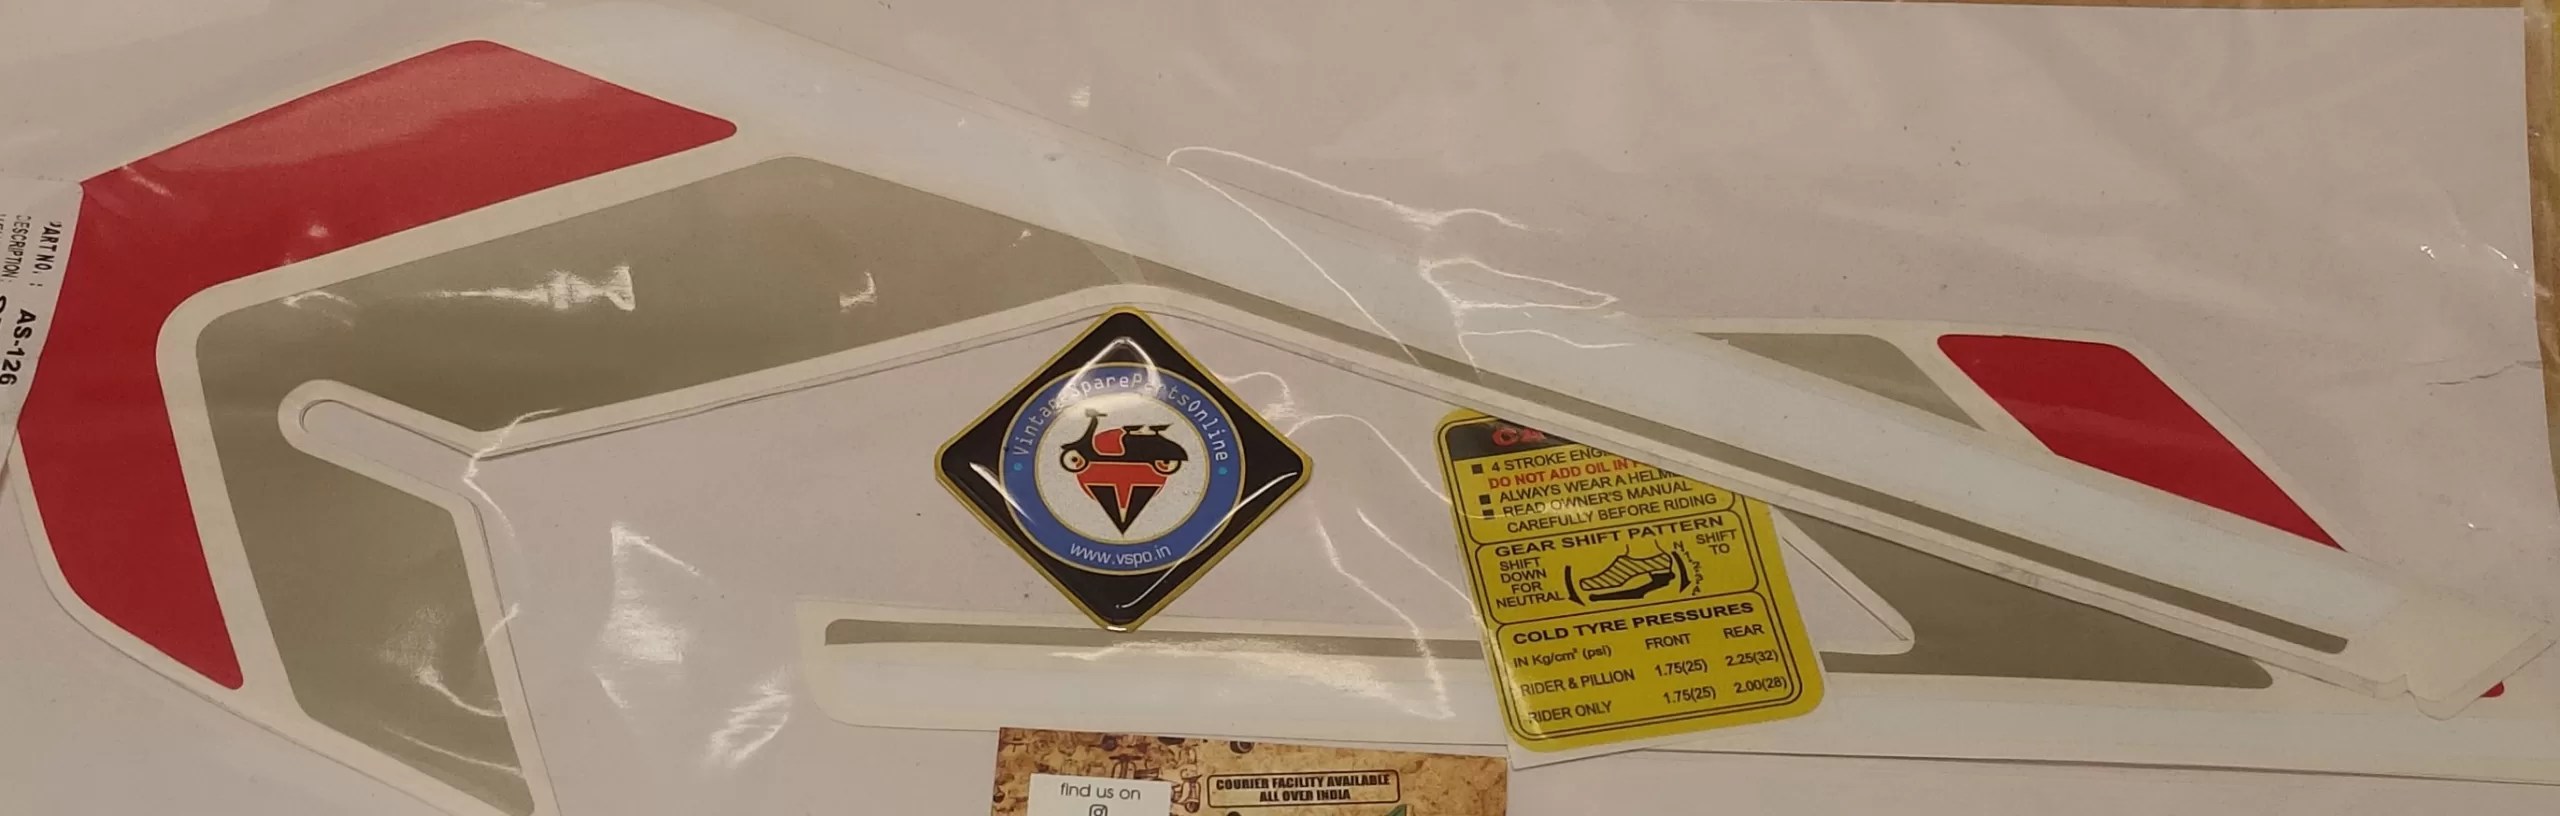 PART NO. : AS-126
DESCRIPTION:
VintageSparePartsOnline
www.vspo.in
4 STROKE
DO NOT ADD OIL IN
ALWAYS WEAR A
READ OWNER'S MANUAL
CAREFULLY BEFORE RIDING
GEAR SHIFT PATTERN
SHIFT DOWN FOR NEUTRAL
SHIFT TO
COLD TYRE PRESSURES
IN Kg/cm² (psi) FRONT REAR
RIDER & PILLION 1.75(25) 2.25(32)
RIDER ONLY 1.75(25) 2.00(28)
find us on
COURIER FACILITY AVAILABLE
ALL OVER INDIA